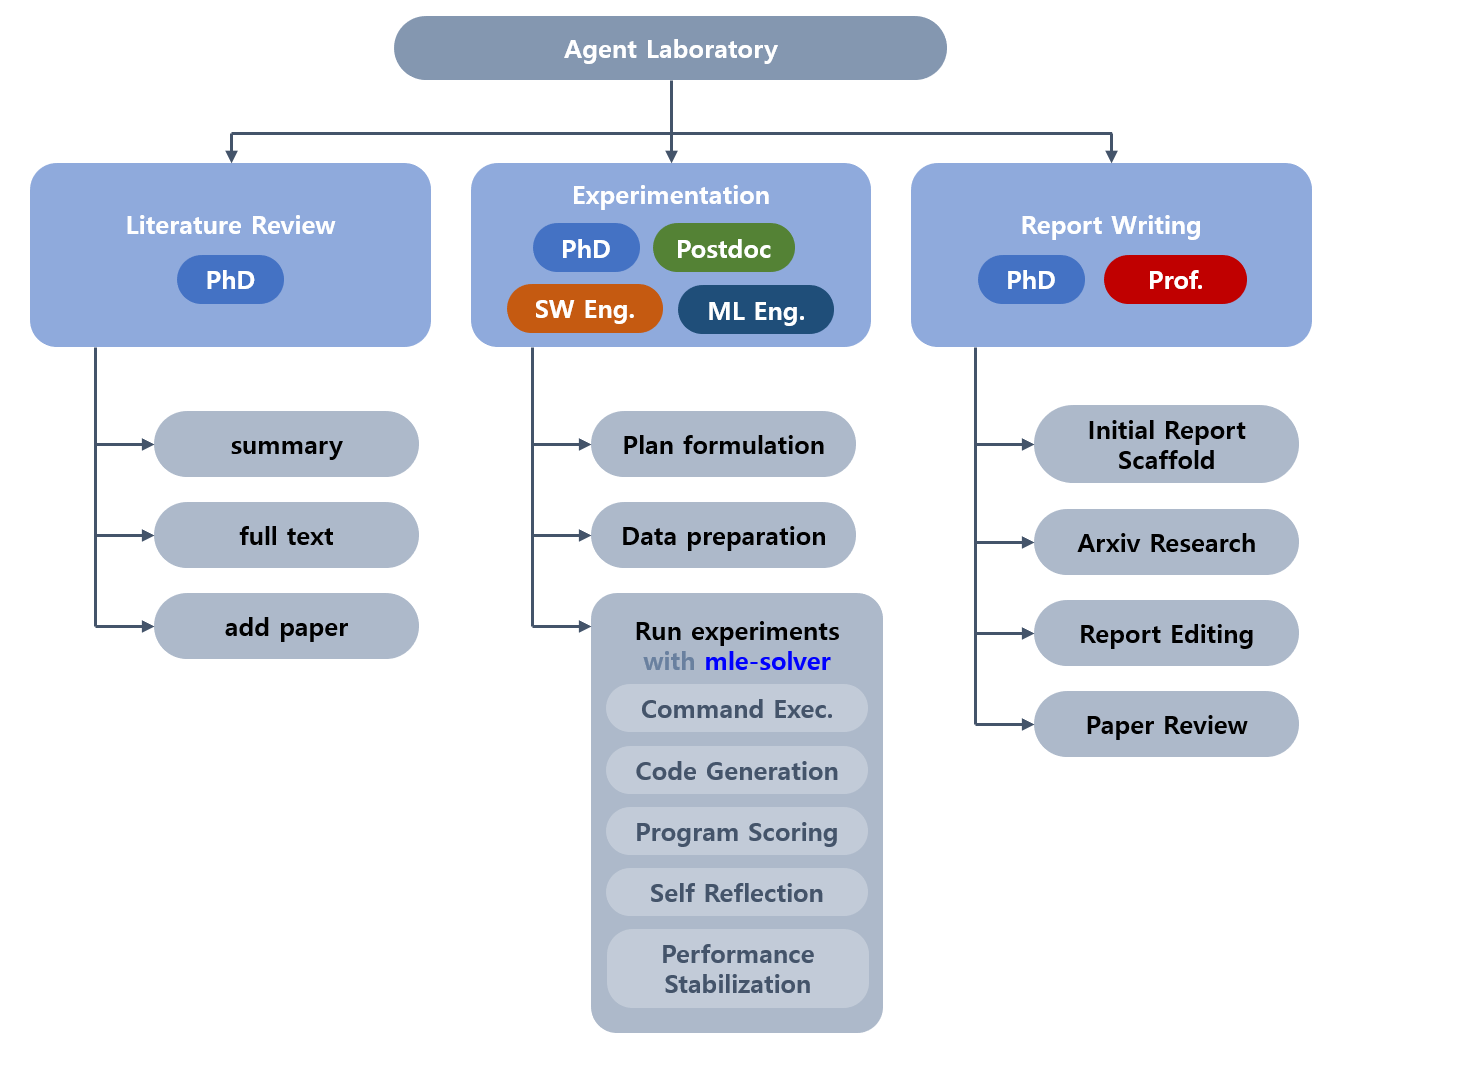 Agent Laboratory
Literature Review
PhD
Experimentation
PhD
Postdoc
SW Eng.
ML Eng.
Report Writing
PhD
Prof.
summary
full text
add paper
Plan formulation
Data preparation
Run experiments
with mle-solver
Command Exec.
Code Generation
Program Scoring
Self Reflection
Performance
Stabilization
Initial Report
Scaffold
Arxiv Research
Report Editing
Paper Review